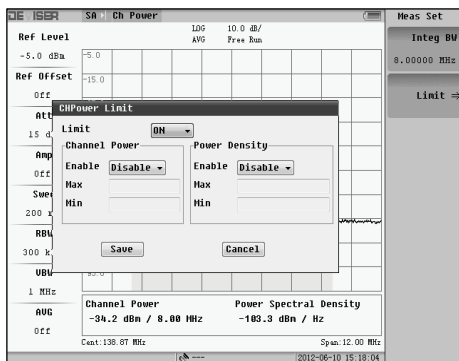 DEVISER SA Ch Power
Meas Set
LOG 10.0 dB/
AVG Free Run
Ref Level
-5.0 dBm
Ref Offset
Off
Att
15 d
Amp
Off
Swe
RBW
300 k
VBW
1 MHz
AVG
Off
-5.0
-15.0
CHPower Limit
Limit ON
Channel Power
Enable Disable
Max
Min
Power Density
Enable Disable
Max
Min
Save Cancel
Channel Power
-34.2 dBm / 8.00 MHz
Power Spectral Density
-103.3 dBm / Hz
Cent:138.87 MHz Span:12.00 MHz
--- 2012-06-10 15:18:04
Integ BW
8.00000 MHz
Limit ⇒